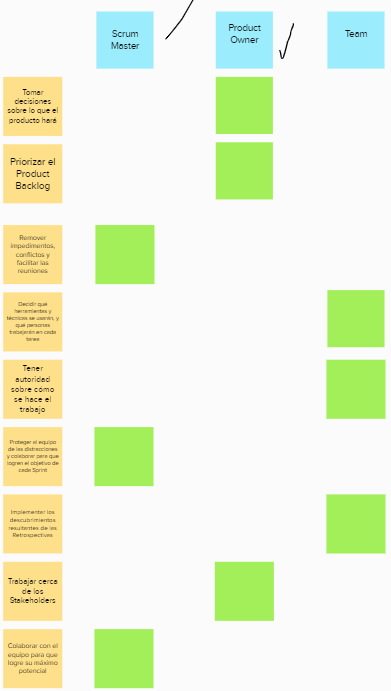 Scrum
Master
Product
Owner
Team
Tomar
decisiones
sobre lo que el
producto hará
Priorizar el
Product
Backlog
Remover
impedimentos,
conflictos y
facilitar las
reuniones
Decidir qué
herramientas y
técnicas se usarán, y
qué personas
trabajarán en cada
tarea
Tener
autoridad
sobre cómo
se hace el
trabajo
Proteger al equipo
de las distracciones
y colaborar para que
logren el objetivo de
cada Sprint
Implementar los
descubrimientos
resultantes de las
Retrospectivas
Trabajar cerca
de los
Stakeholders
Colaborar con el
equipo para que
logre su máximo
potencial